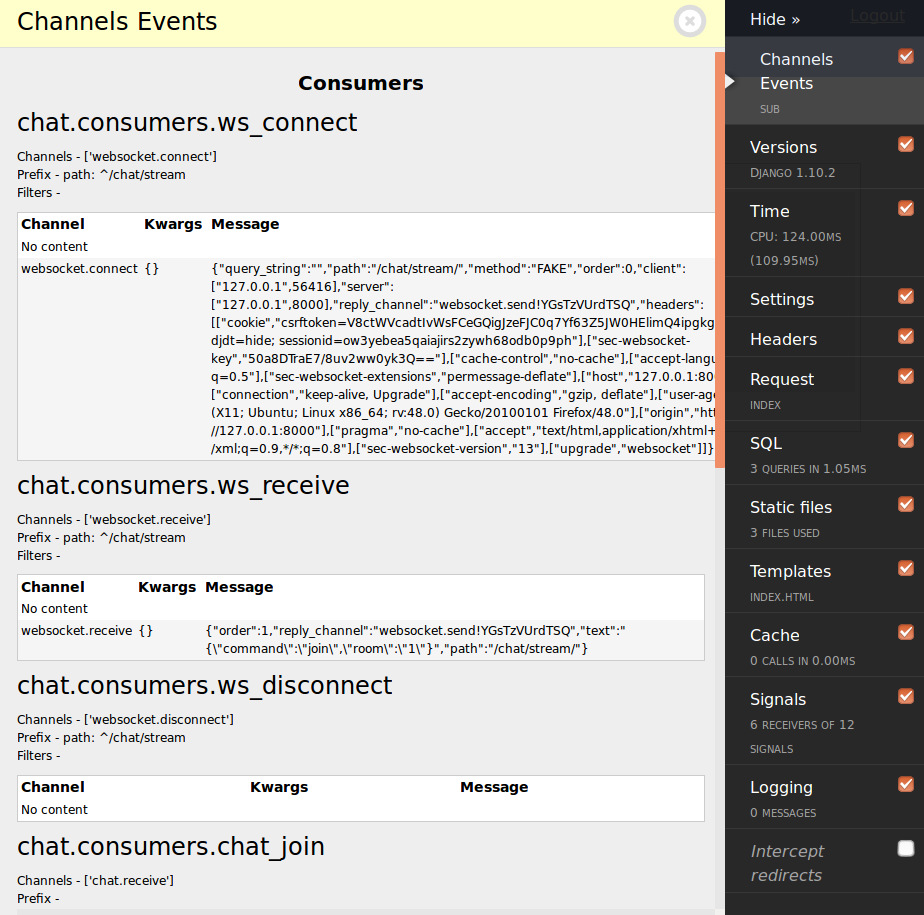 Channels Events
Consumers
chat.consumers.ws_connect
Channels - ['websocket.connect']
Prefix - path: ^/chat/stream
Filters -
Channel Kwargs Message
No content
websocket.connect {} {"query_string":"","path":"/chat/stream/","method":"FAKE","order":0,"client":
["127.0.0.1",56416],"server":
["127.0.0.1",8000],"reply_channel":"websocket.send!YGsTzVUrdTSQ","headers":
[["cookie","csrftoken=V8ctWVcadtIvWsFCeGQigJzeFJC0q7Yf63Z5JW0HElimQ4ipgkg
djdt=hide; sessionid=ow3yebea5qaiajirs2zywh68odb0p9ph"],["sec-websocket-
key","50a8DTraE7/8uv2ww0yk3Q=="],["cache-control","no-cache"],["accept-langu
q=0.5"],["sec-websocket-extensions","permessage-deflate"],["host","127.0.0.1:80
["connection","keep-alive, Upgrade"],["accept-encoding","gzip, deflate"],["user-age
(X11; Ubuntu; Linux x86_64; rv:48.0) Gecko/20100101 Firefox/48.0"],["origin","htt
//127.0.0.1:8000"],["pragma","no-cache"],["accept","text/html,application/xhtml+
/xml;q=0.9,*/*;q=0.8"],["sec-websocket-version","13"],["upgrade","websocket"]]}
chat.consumers.ws_receive
Channels - ['websocket.receive']
Prefix - path: ^/chat/stream
Filters -
Channel Kwargs Message
No content
websocket.receive {} {"order":1,"reply_channel":"websocket.send!YGsTzVUrdTSQ","text":"
{\"command\":\"join\",\"room\":\"1\"}","path":"/chat/stream/"}
chat.consumers.ws_disconnect
Channels - ['websocket.disconnect']
Prefix - path: ^/chat/stream
Filters -
Channel Kwargs Message
No content
chat.consumers.chat_join
Channels - ['chat.receive']
Prefix -
Hide »
Logout
Channels
Events
SUB
Versions
DJANGO 1.10.2
Time
CPU: 124.00MS
(109.95MS)
Settings
Headers
Request
INDEX
SQL
3 QUERIES IN 1.05MS
Static files
3 FILES USED
Templates
INDEX.HTML
Cache
0 CALLS IN 0.00MS
Signals
6 RECEIVERS OF 12
SIGNALS
Logging
0 MESSAGES
Intercept
redirects